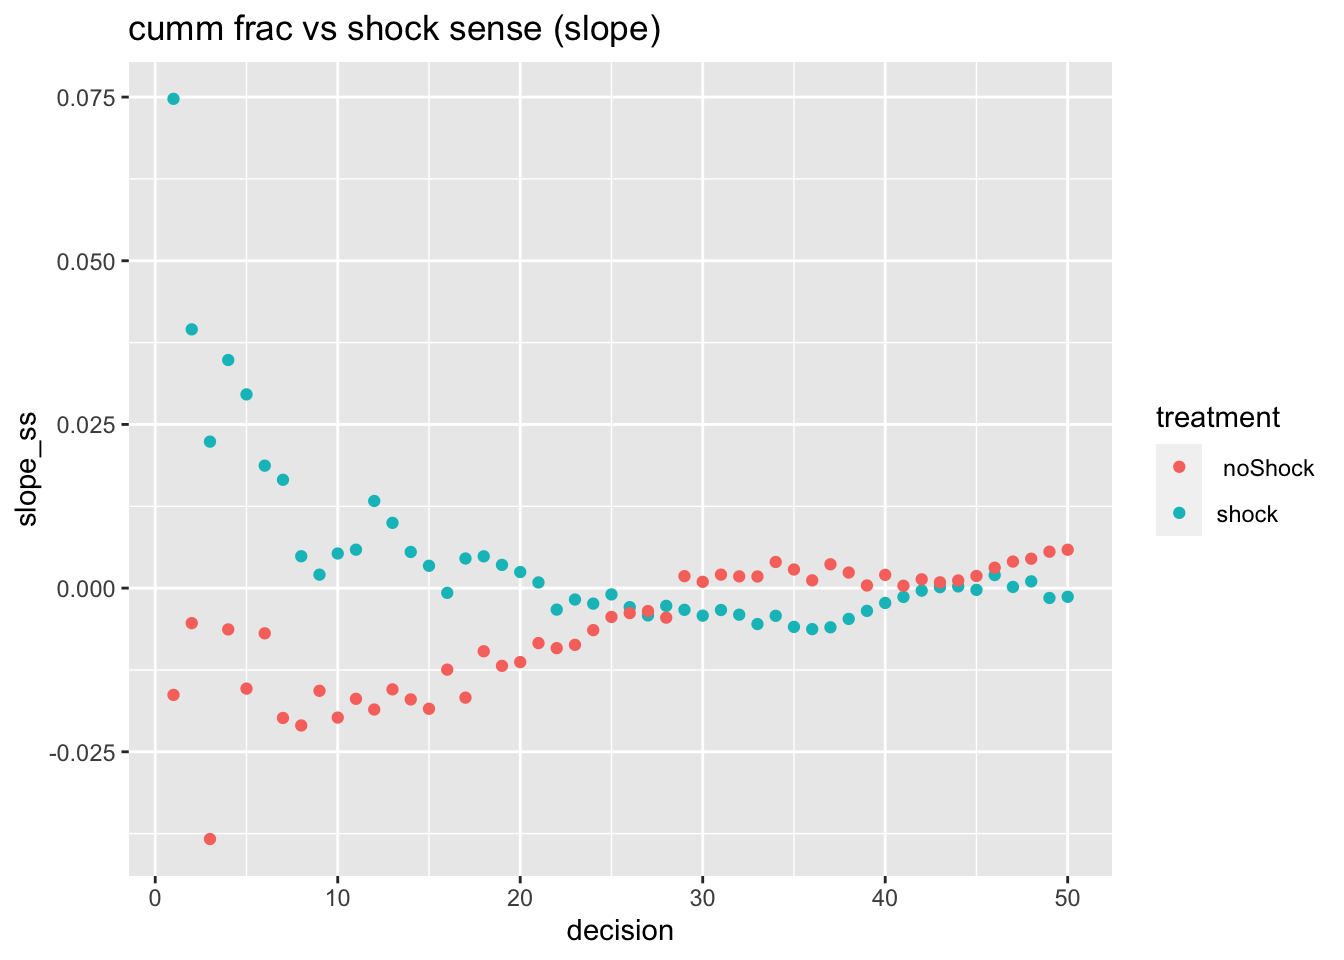 cumm frac vs shock sense (slope)
0.075
0.050
0.025
0.000
-0.025
slope_ss
0 10 20 30 40 50
decision
treatment
noShock
shock